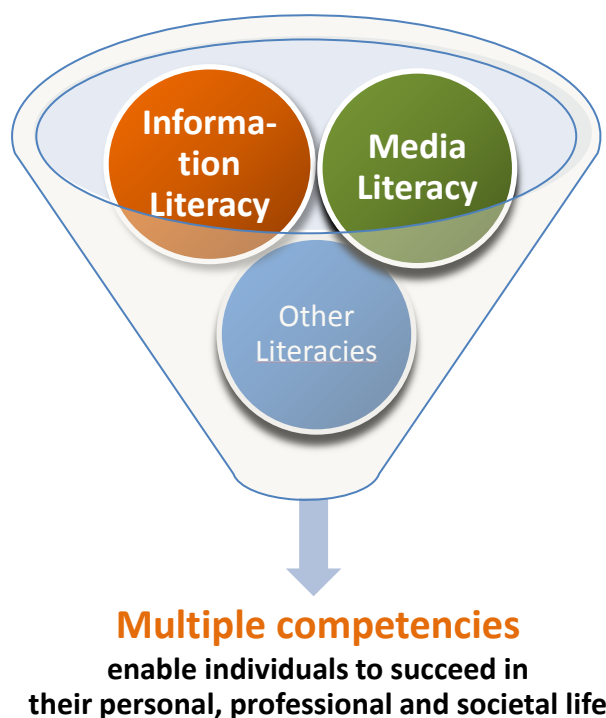 Informa-
tion
Literacy
Media
Literacy
Other
Literacies
Multiple competencies
enable individuals to succeed in
their personal, professional and societal life